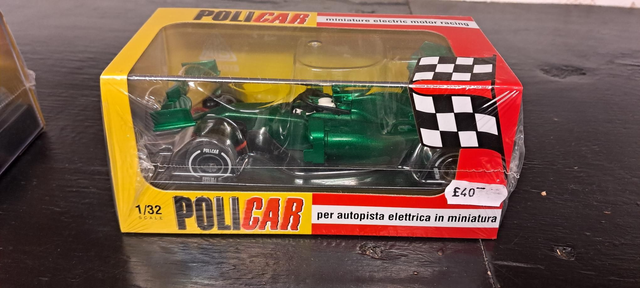 POLICAR miniature electric motor racing
POLICAR
1/32
SCALE
POLICAR per autopista elettrica in miniatura
£40